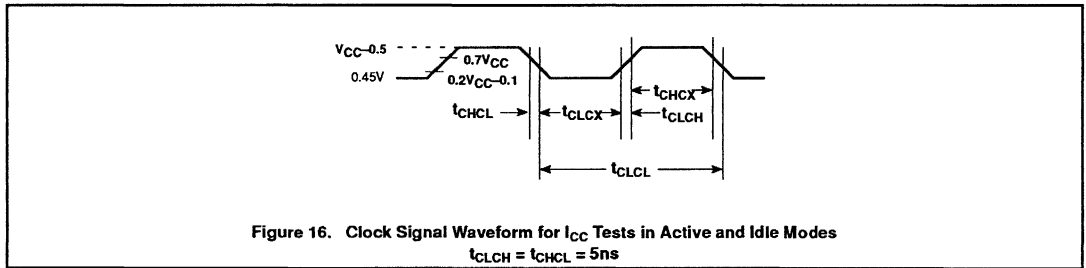 VCC–0.5
0.7VCC
0.45V
0.2VCC–0.1
tCHCX
tCHCL
tCLCX
tCLCH
tCLCL
Figure 16. Clock Signal Waveform for ICC Tests in Active and Idle Modes
tCLCH = tCHCL = 5ns